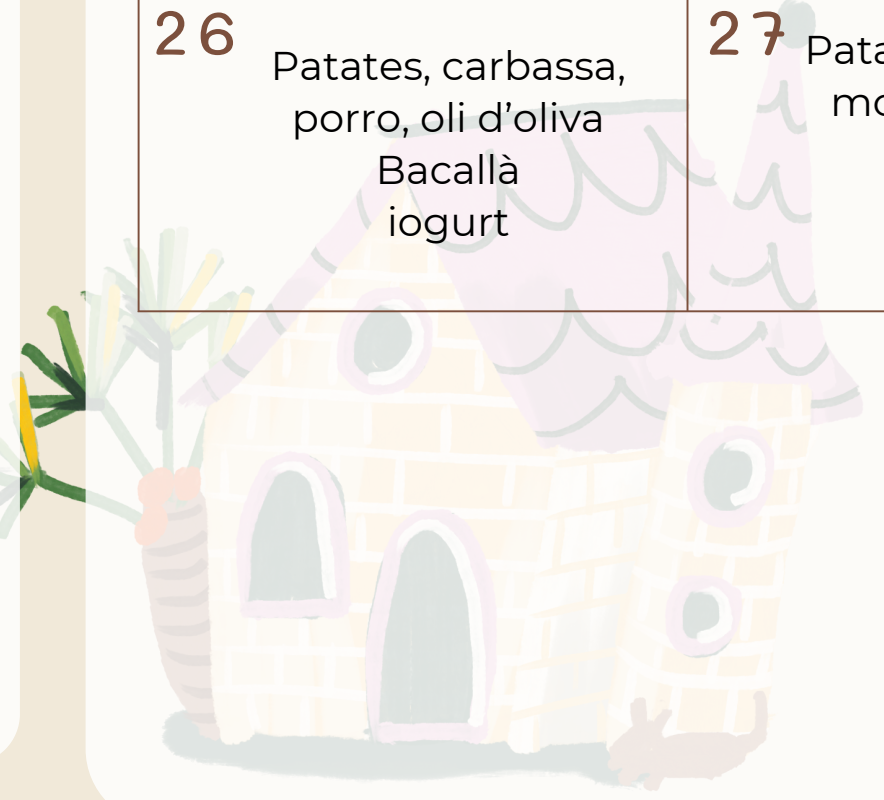 26
Patates, carbassa,
porro, oli d’oliva
Bacallà
iogurt
27